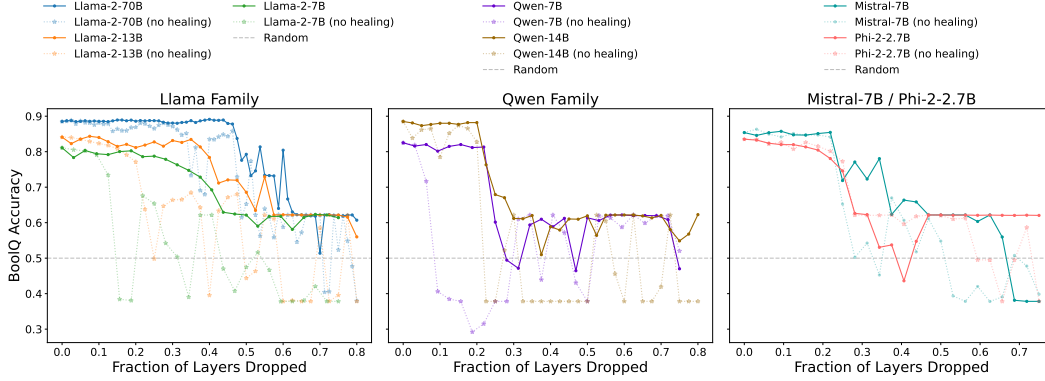 Llama-2-70B
Llama-2-70B (no healing)
Llama-2-13B
Llama-2-13B (no healing)
Llama-2-7B
Llama-2-7B (no healing)
Random
Qwen-7B
Qwen-7B (no healing)
Qwen-14B
Qwen-14B (no healing)
Random
Mistral-7B
Mistral-7B (no healing)
Phi-2-2.7B
Phi-2-2.7B (no healing)
Random
Llama Family
Qwen Family
Mistral-7B / Phi-2-2.7B
BoolQ Accuracy
0.9
0.8
0.7
0.6
0.5
0.4
0.3
0.0 0.1 0.2 0.3 0.4 0.5 0.6 0.7 0.8
0.0 0.1 0.2 0.3 0.4 0.5 0.6 0.7 0.8
0.0 0.1 0.2 0.3 0.4 0.5 0.6 0.7
Fraction of Layers Dropped
Fraction of Layers Dropped
Fraction of Layers Dropped